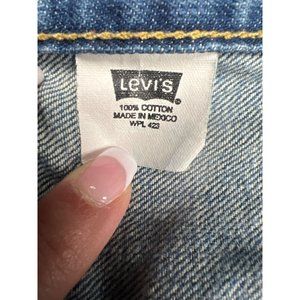 Levi's
100% COTTON
MADE IN MEXICO
WPL 423